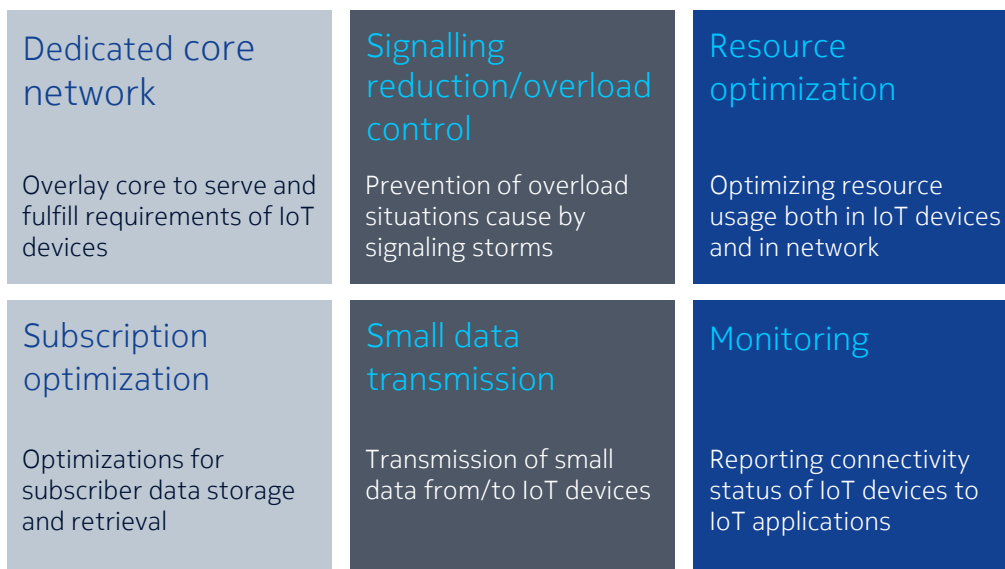 Dedicated core
network
Overlay core to serve and
fulfill requirements of IoT
devices
Signalling
reduction/overload
control
Prevention of overload
situations cause by
signaling storms
Resource
optimization
Optimizing resource
usage both in IoT devices
and in network
Subscription
optimization
Optimizations for
subscriber data storage
and retrieval
Small data
transmission
Transmission of small
data from/to IoT devices
Monitoring
Reporting connectivity
status of IoT devices to
IoT applications